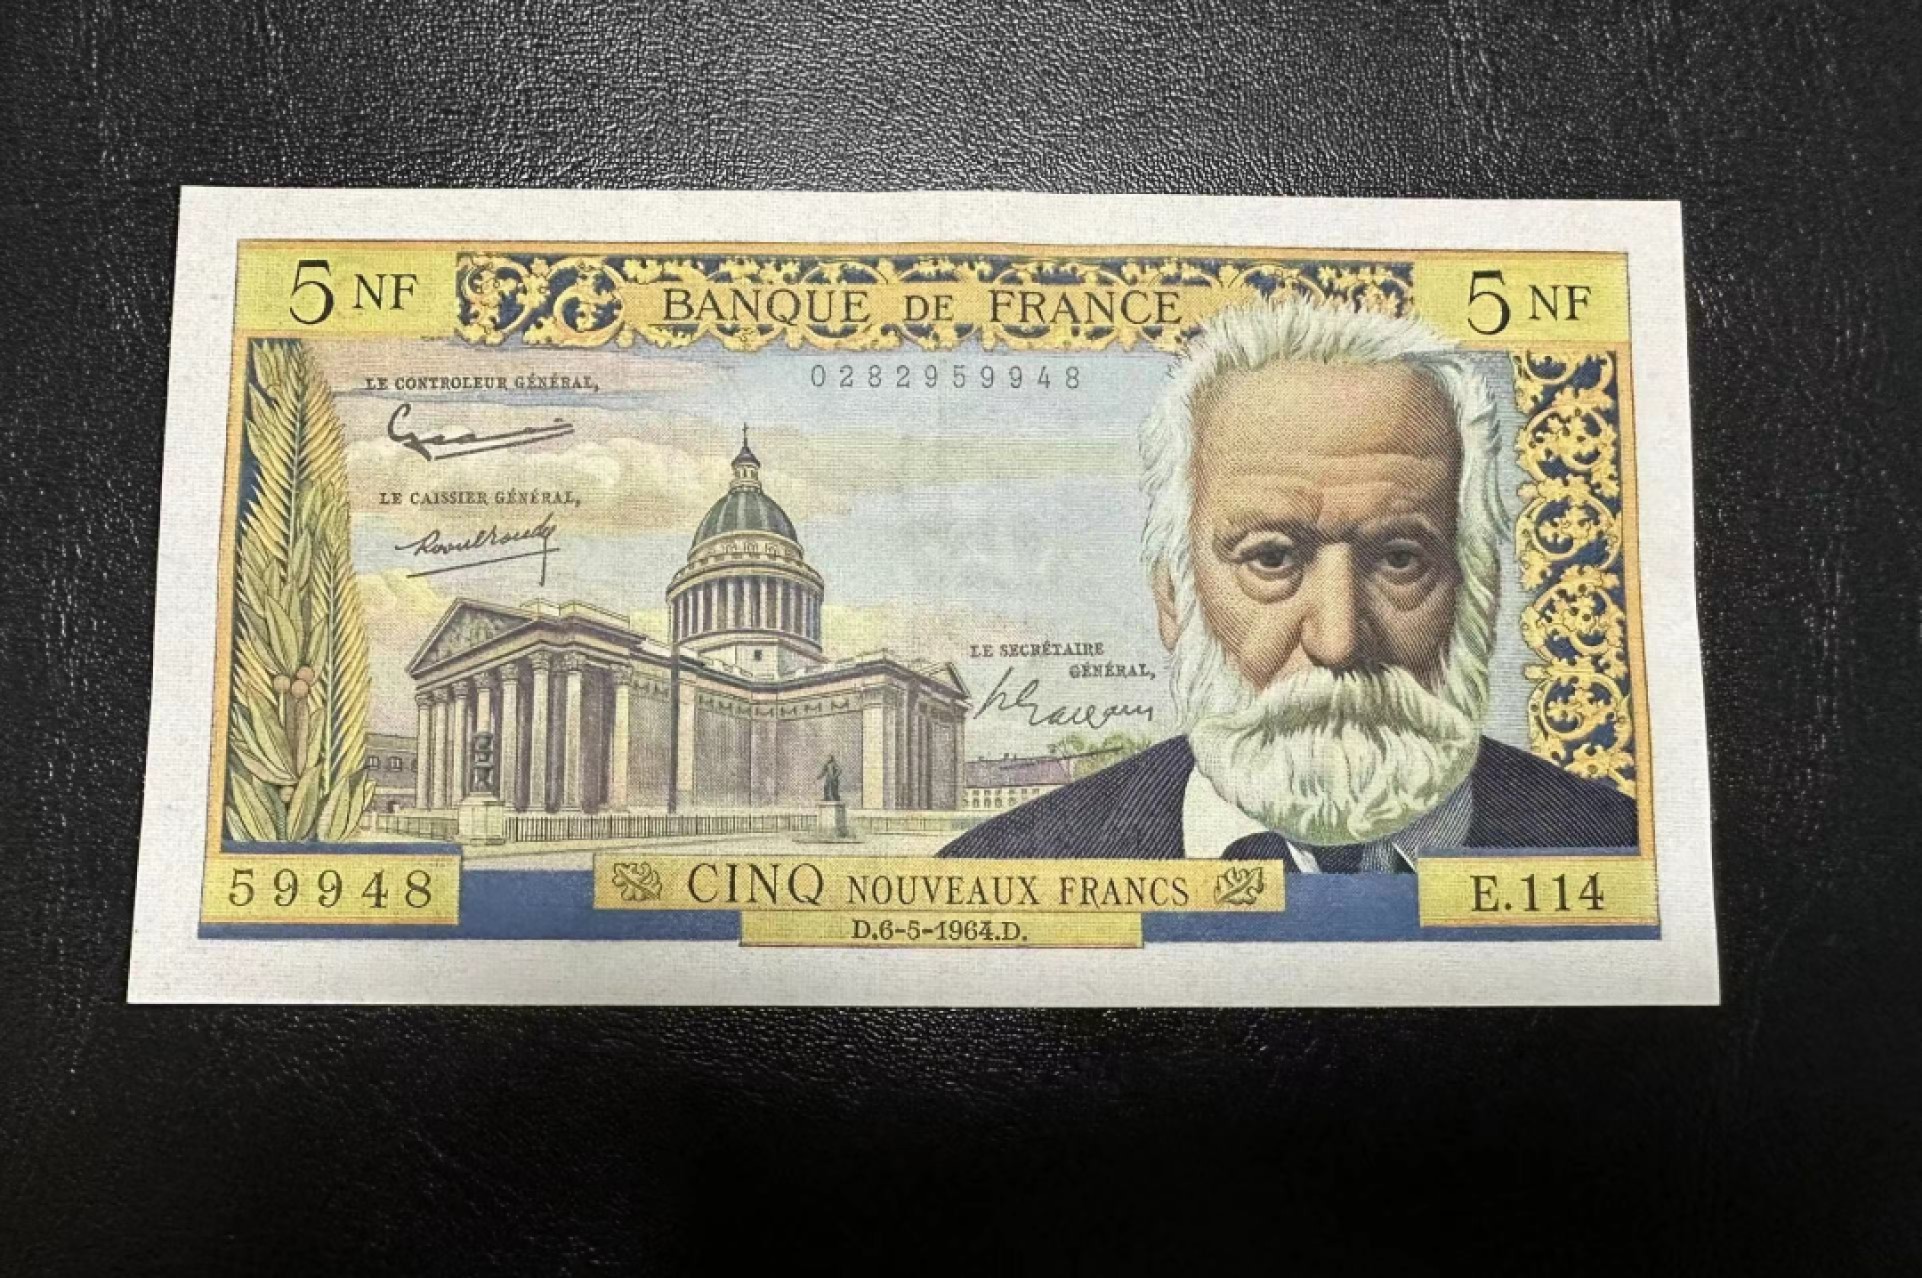 5 NF
BANQUE DE FRANCE
5 NF
0282959948
LE CONTROLEUR GÉNÉRAL,
LE CAISSIER GÉNÉRAL,
LE SECRÉTAIRE
GÉNÉRAL,
59948
CINQ NOUVEAUX FRANCS
E.114
D.6-5-1964.D.